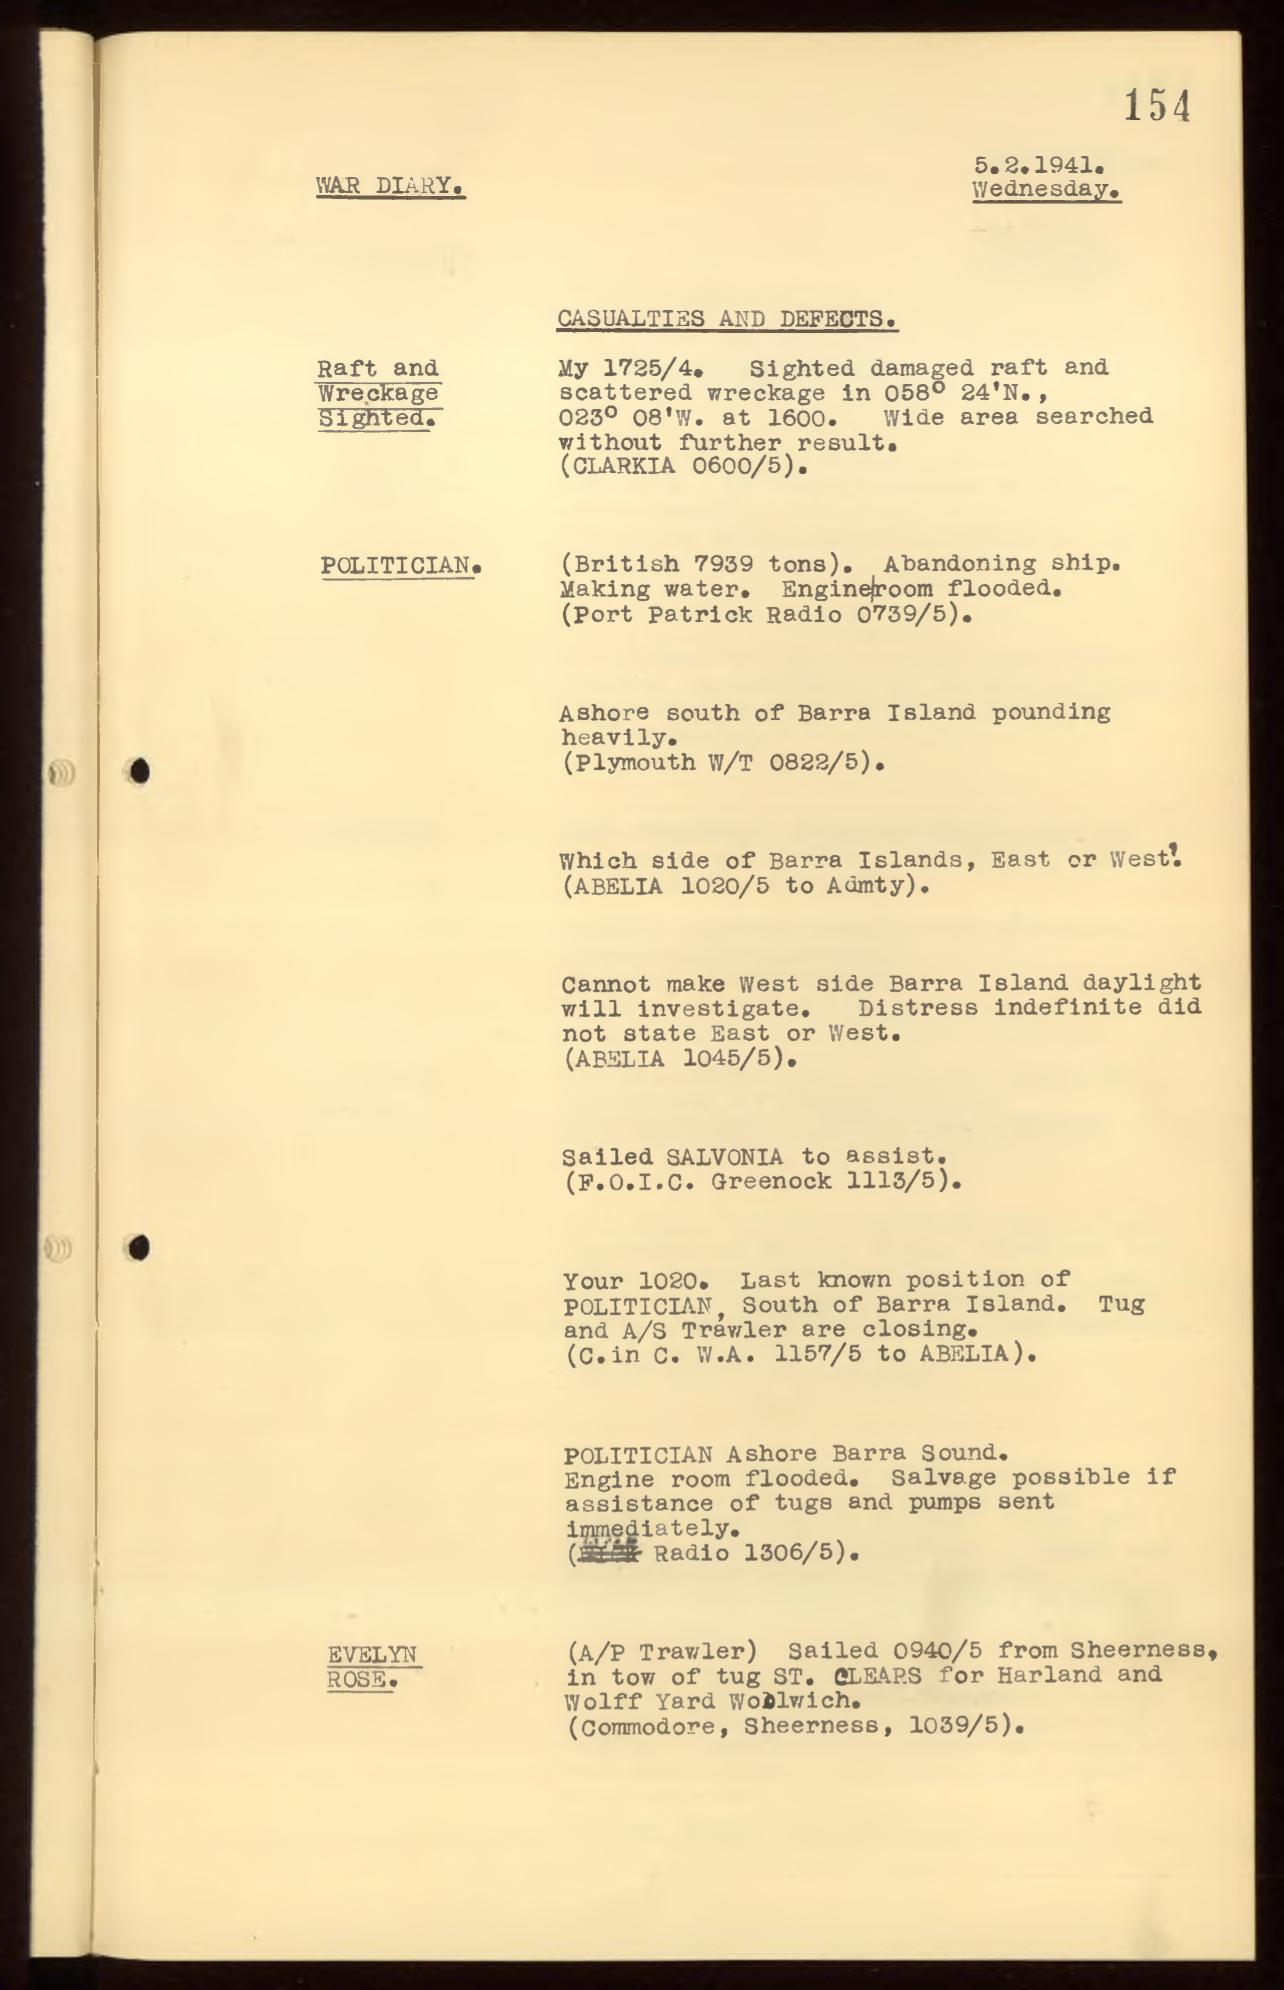 154
5.2.1941.
WAR DIARY.
Wednesday.
CASUALTIES AND DEFECTS.
Raft and
Wreckage
Sighted.
My 1725/4. Sighted damaged raft and
scattered wreckage in 058° 24'N.,
023° 08'W. at 1600. Wide area searched
without further result.
(CLARKIA 0600/5).
POLITICIAN.
(British 7939 tons). Abandoning ship.
Making water. Engine|room flooded.
(Port Patrick Radio 0739/5).
Ashore south of Barra Island pounding
heavily.
(Plymouth W/T 0822/5).
Which side of Barra Islands, East or West?
(ABELIA 1020/5 to Admty).
Cannot make West side Barra Island daylight
will investigate. Distress indefinite did
not state East or West.
(ABELIA 1045/5).
Sailed SALVONIA to assist.
(F.O.I.C. Greenock 1113/5).
Your 1020. Last known position of
POLITICIAN, South of Barra Island. Tug
and A/S Trawler are closing.
(C.in C. W.A. 1157/5 to ABELIA).
POLITICIAN Ashore Barra Sound.
Engine room flooded. Salvage possible if
assistance of tugs and pumps sent
immediately.
( Radio 1306/5).
EVELYN
ROSE.
(A/P Trawler) Sailed 0940/5 from Sheerness,
in tow of tug ST. CLEARS for Harland and
Wolff Yard Woolwich.
(Commodore, Sheerness, 1039/5).